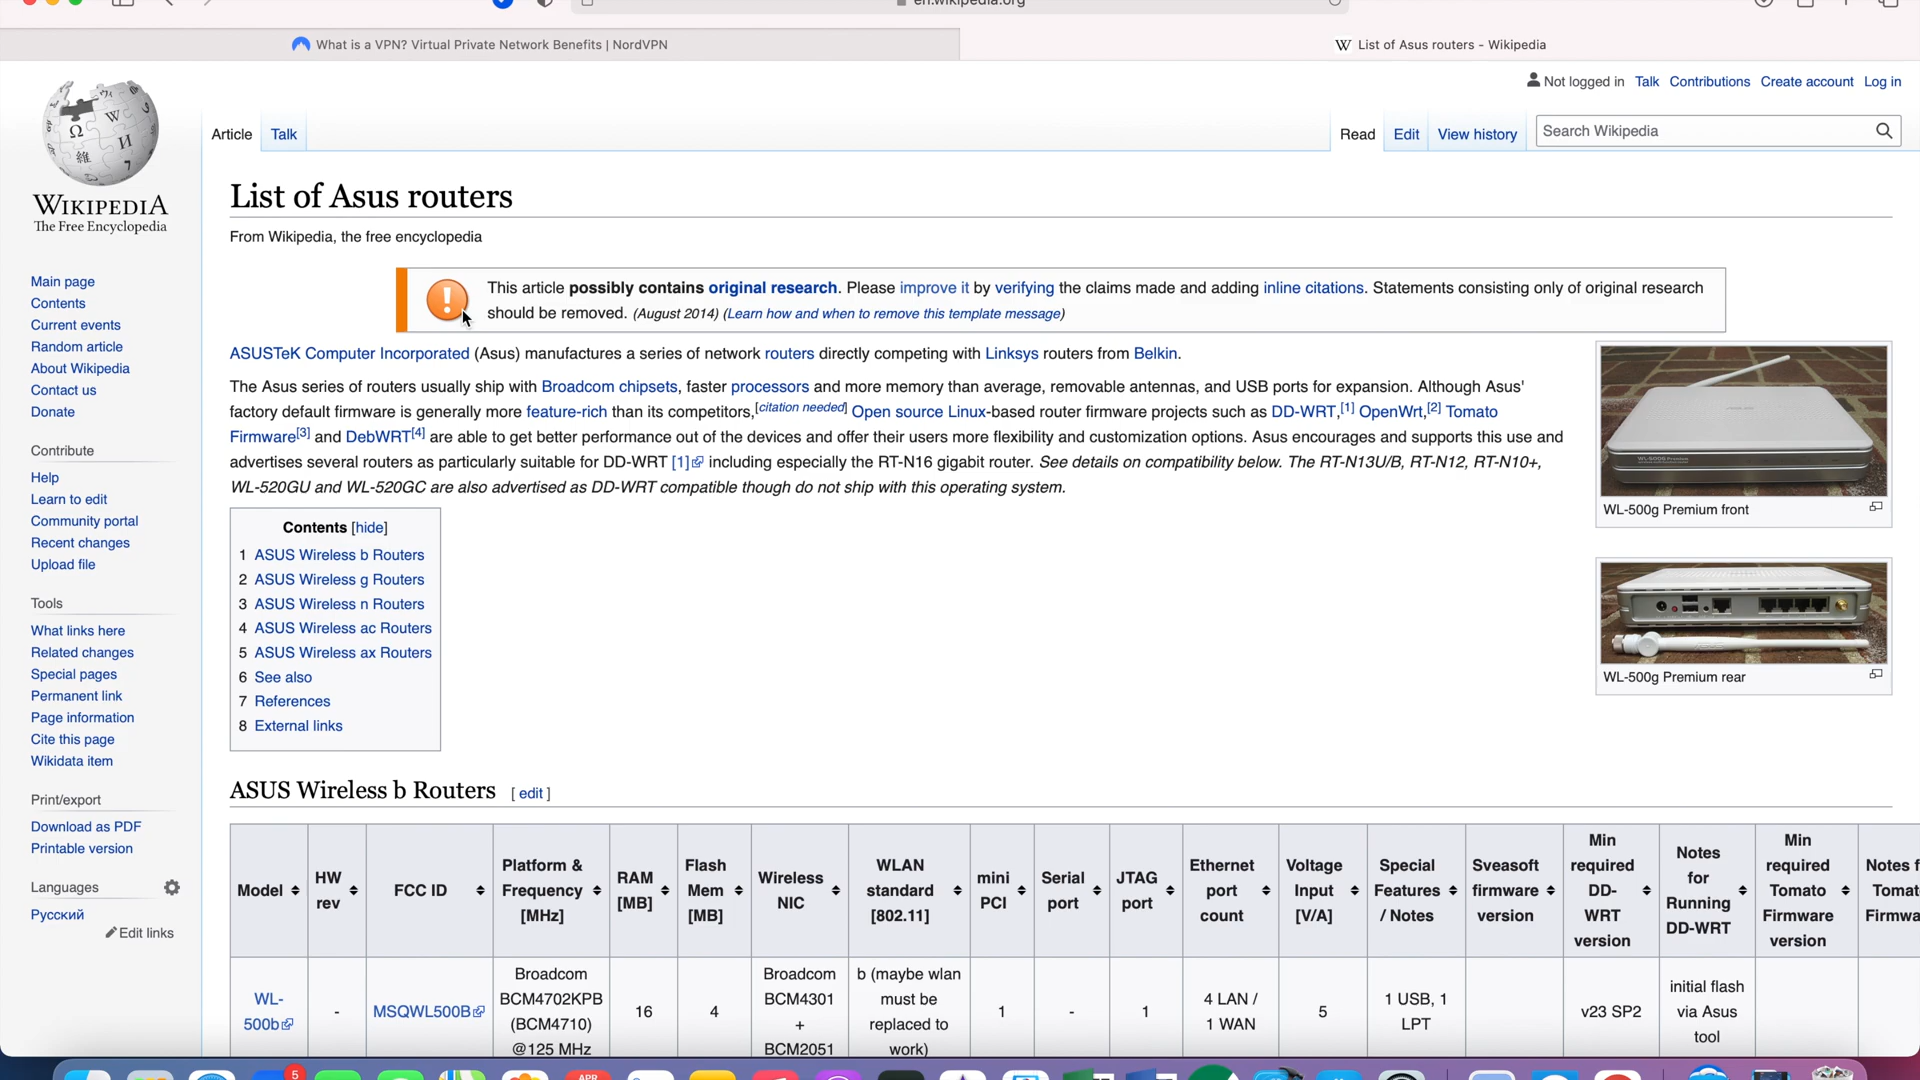 en.wikipedia.org
What is a VPN? Virtual Private Network Benefits | NordVPN
W List of Asus routers - Wikipedia
Not logged in Talk Contributions Create account Log in
Article Talk Read Edit View history Search Wikipedia
WIKIPEDIA
The Free Encyclopedia
Main page
Contents
Current events
Random article
About Wikipedia
Contact us
Donate
Contribute
Help
Learn to edit
Community portal
Recent changes
Upload file
Tools
What links here
Related changes
Special pages
Permanent link
Page information
Cite this page
Wikidata item
Print/export
Download as PDF
Printable version
Languages
Русский
Edit links
List of Asus routers
From Wikipedia, the free encyclopedia
This article possibly contains original research. Please improve it by verifying the claims made and adding inline citations. Statements consisting only of original research
should be removed. (August 2014) (Learn how and when to remove this template message)
ASUSTeK Computer Incorporated (Asus) manufactures a series of network routers directly competing with Linksys routers from Belkin.
The Asus series of routers usually ship with Broadcom chipsets, faster processors and more memory than average, removable antennas, and USB ports for expansion. Although Asus'
factory default firmware is generally more feature-rich than its competitors,[citation needed] Open source Linux-based router firmware projects such as DD-WRT,[1] OpenWrt,[2] Tomato
Firmware[3] and DebWRT[4] are able to get better performance out of the devices and offer their users more flexibility and customization options. Asus encourages and supports this use and
advertises several routers as particularly suitable for DD-WRT [1] including especially the RT-N16 gigabit router. See details on compatibility below. The RT-N13U/B, RT-N12, RT-N10+,
WL-520GU and WL-520GC are also advertised as DD-WRT compatible though do not ship with this operating system.
WL-500g Premium front
WL-500g Premium rear
Contents [hide]
1 ASUS Wireless b Routers
2 ASUS Wireless g Routers
3 ASUS Wireless n Routers
4 ASUS Wireless ac Routers
5 ASUS Wireless ax Routers
6 See also
7 References
8 External links
ASUS Wireless b Routers [ edit ]
Model
HW
rev
FCC ID
Platform &
Frequency
[MHz]
RAM
[MB]
Flash
Mem
[MB]
Wireless
NIC
WLAN
standard
[802.11]
mini
PCI
Serial
port
JTAG
port
Ethernet
port
count
Voltage
Input
[V/A]
Special
Features
/ Notes
Sveasoft
firmware
version
Min
required
DD-
WRT
version
Notes
for
Running
DD-WRT
Min
required
Tomato
Firmware
version
Notes f
Tomat
Firmwa
WL-
500b
-
MSQWL500B
Broadcom
BCM4702KPB
(BCM4710)
@125 MHz
16
4
Broadcom
BCM4301
+
BCM2051
b (maybe wlan
must be
replaced to
work)
1
-
1
4 LAN /
1 WAN
5
1 USB, 1
LPT
v23 SP2
initial flash
via Asus
tool
5
APR